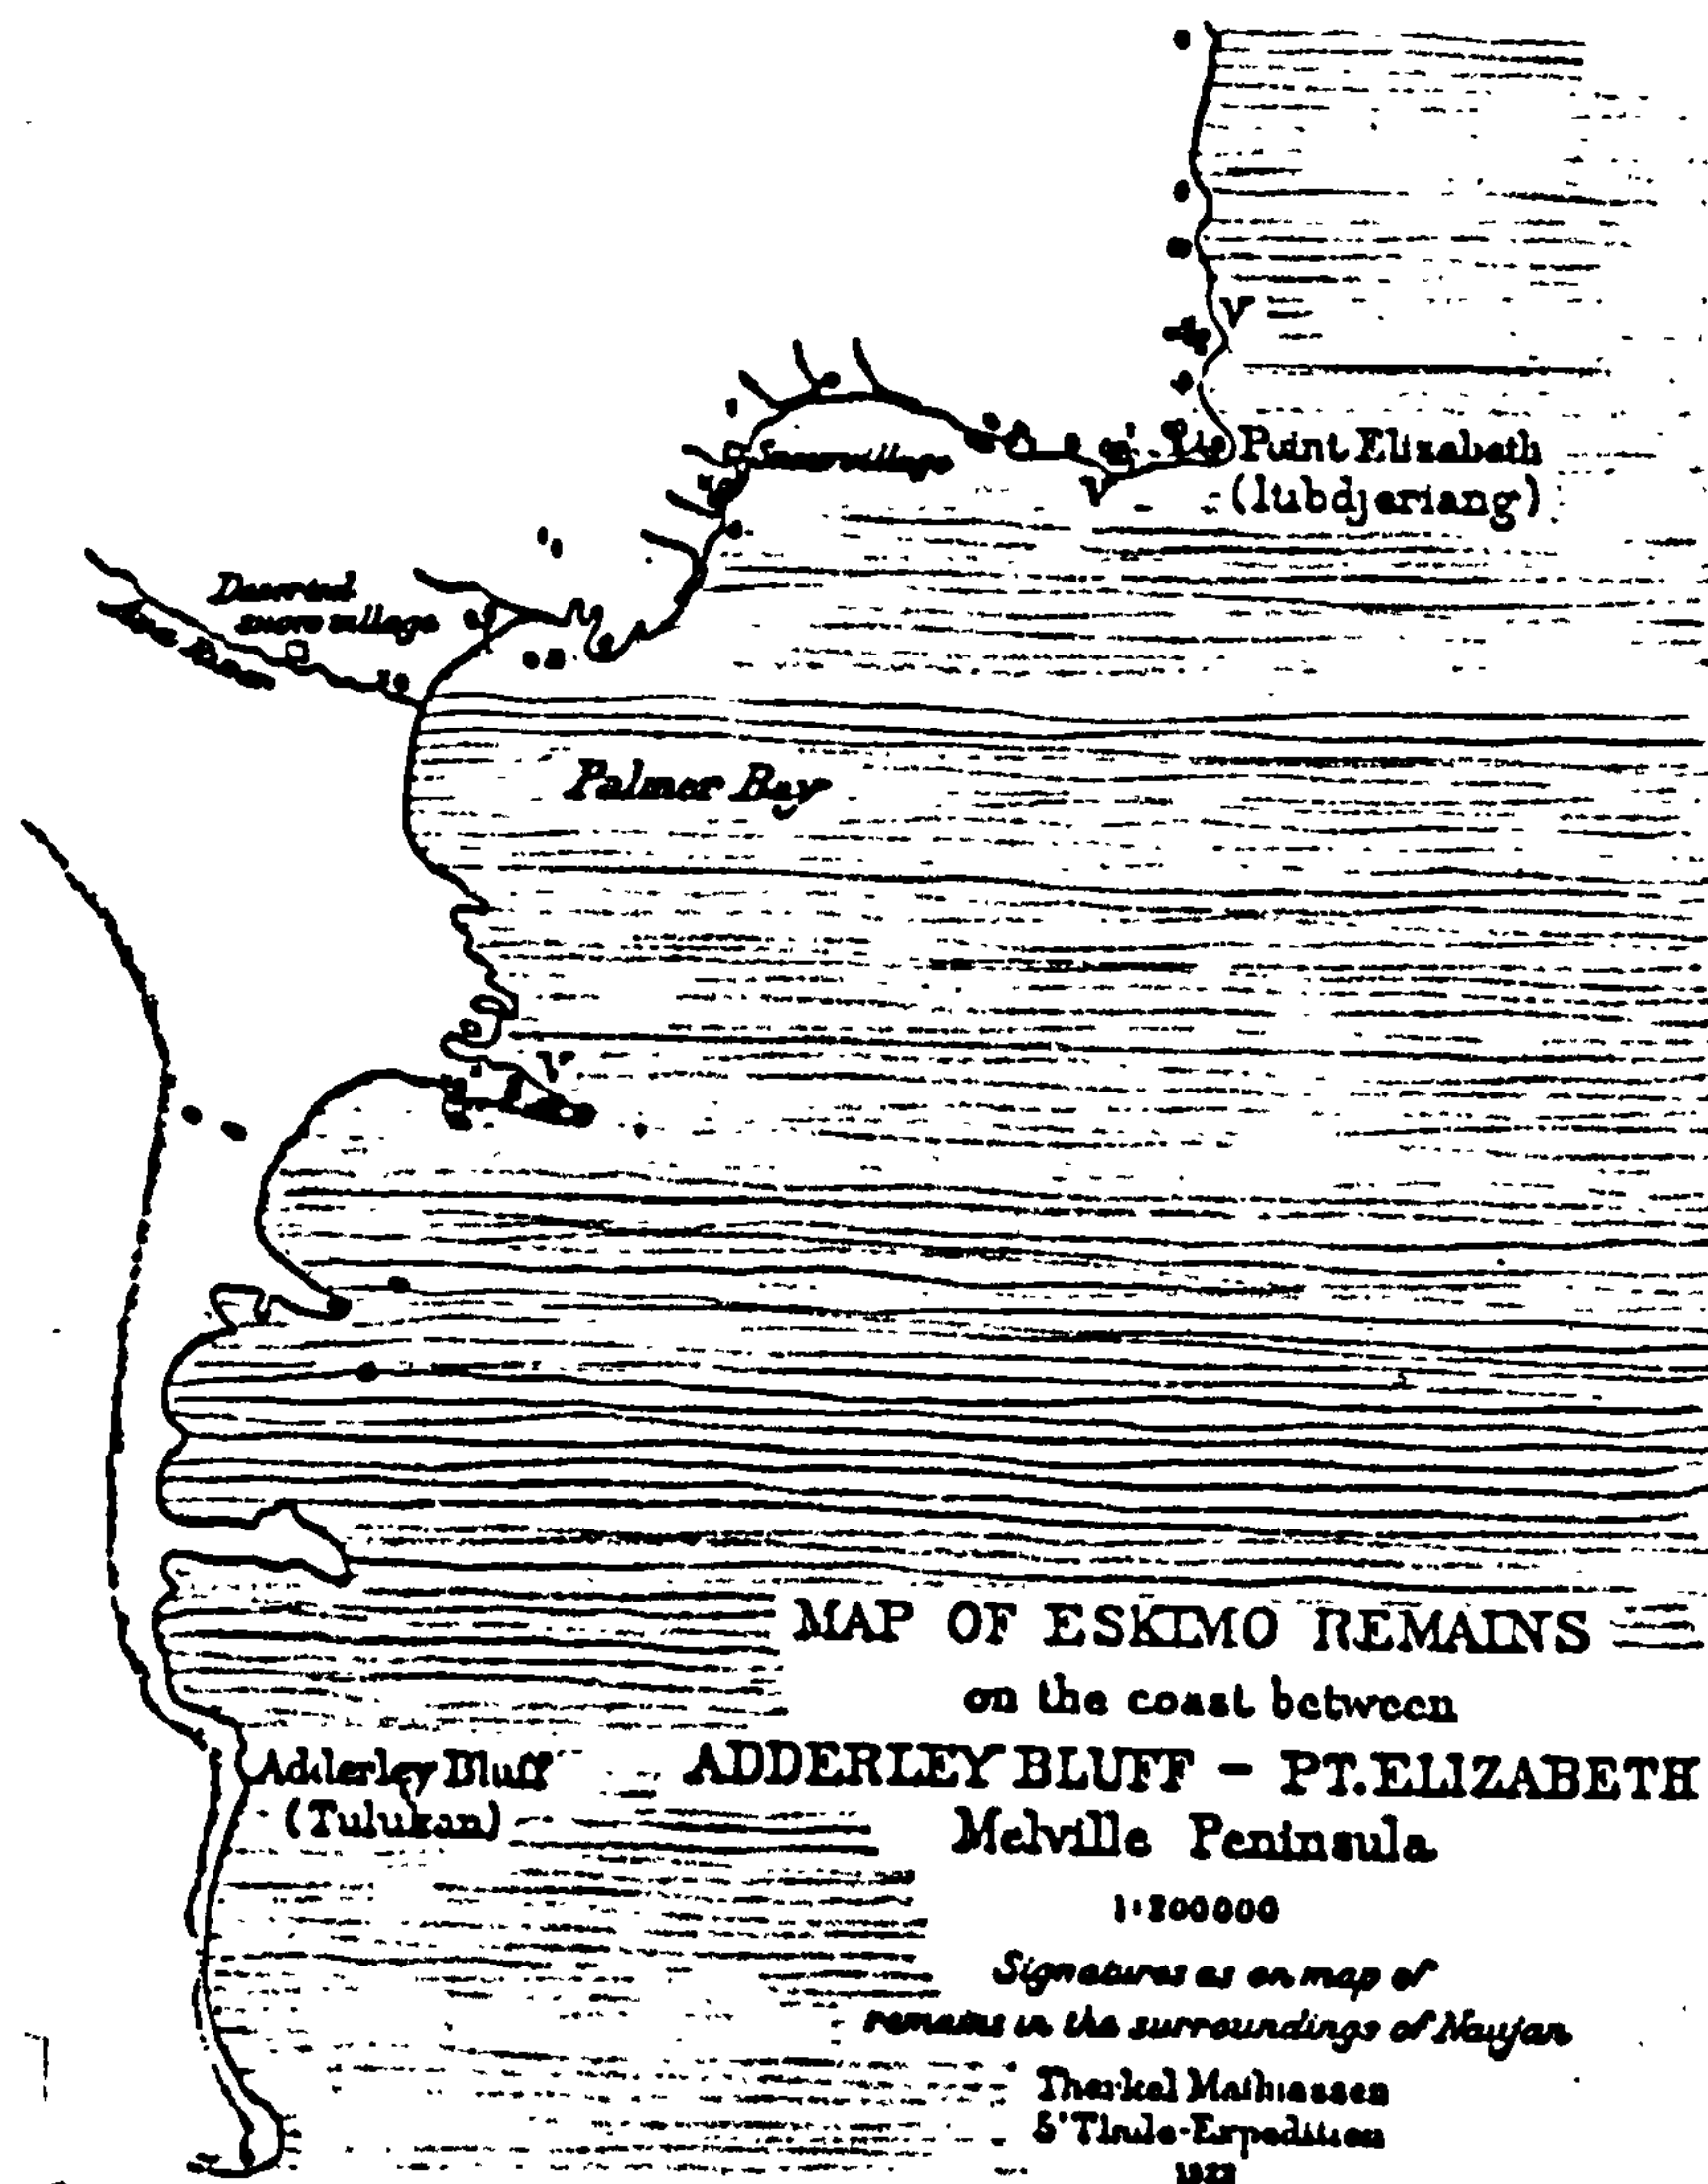 V
Snow village
Point Elizabeth
(Iubdjeriang)
V
Deserted
snow village
Palmer Bay
V
MAP OF ESKIMO REMAINS
on the coast between
ADDERLEY BLUFF - PT. ELIZABETH
Adderley Bluff
(Tulukan)
Melville Peninsula
1:200000
Signatures as on map of
remains in the surroundings of Naujan
Therkel Mathiassen
5' Thule-Expedition
1922